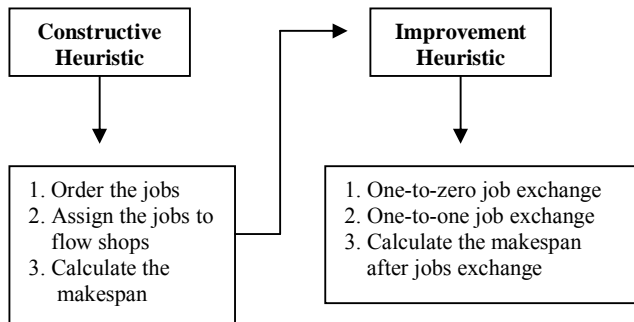 Constructive
Heuristic
1. Order the jobs
2. Assign the jobs to
flow shops
3. Calculate the
makespan
Improvement
Heuristic
1. One-to-zero job exchange
2. One-to-one job exchange
3. Calculate the makespan
after jobs exchange